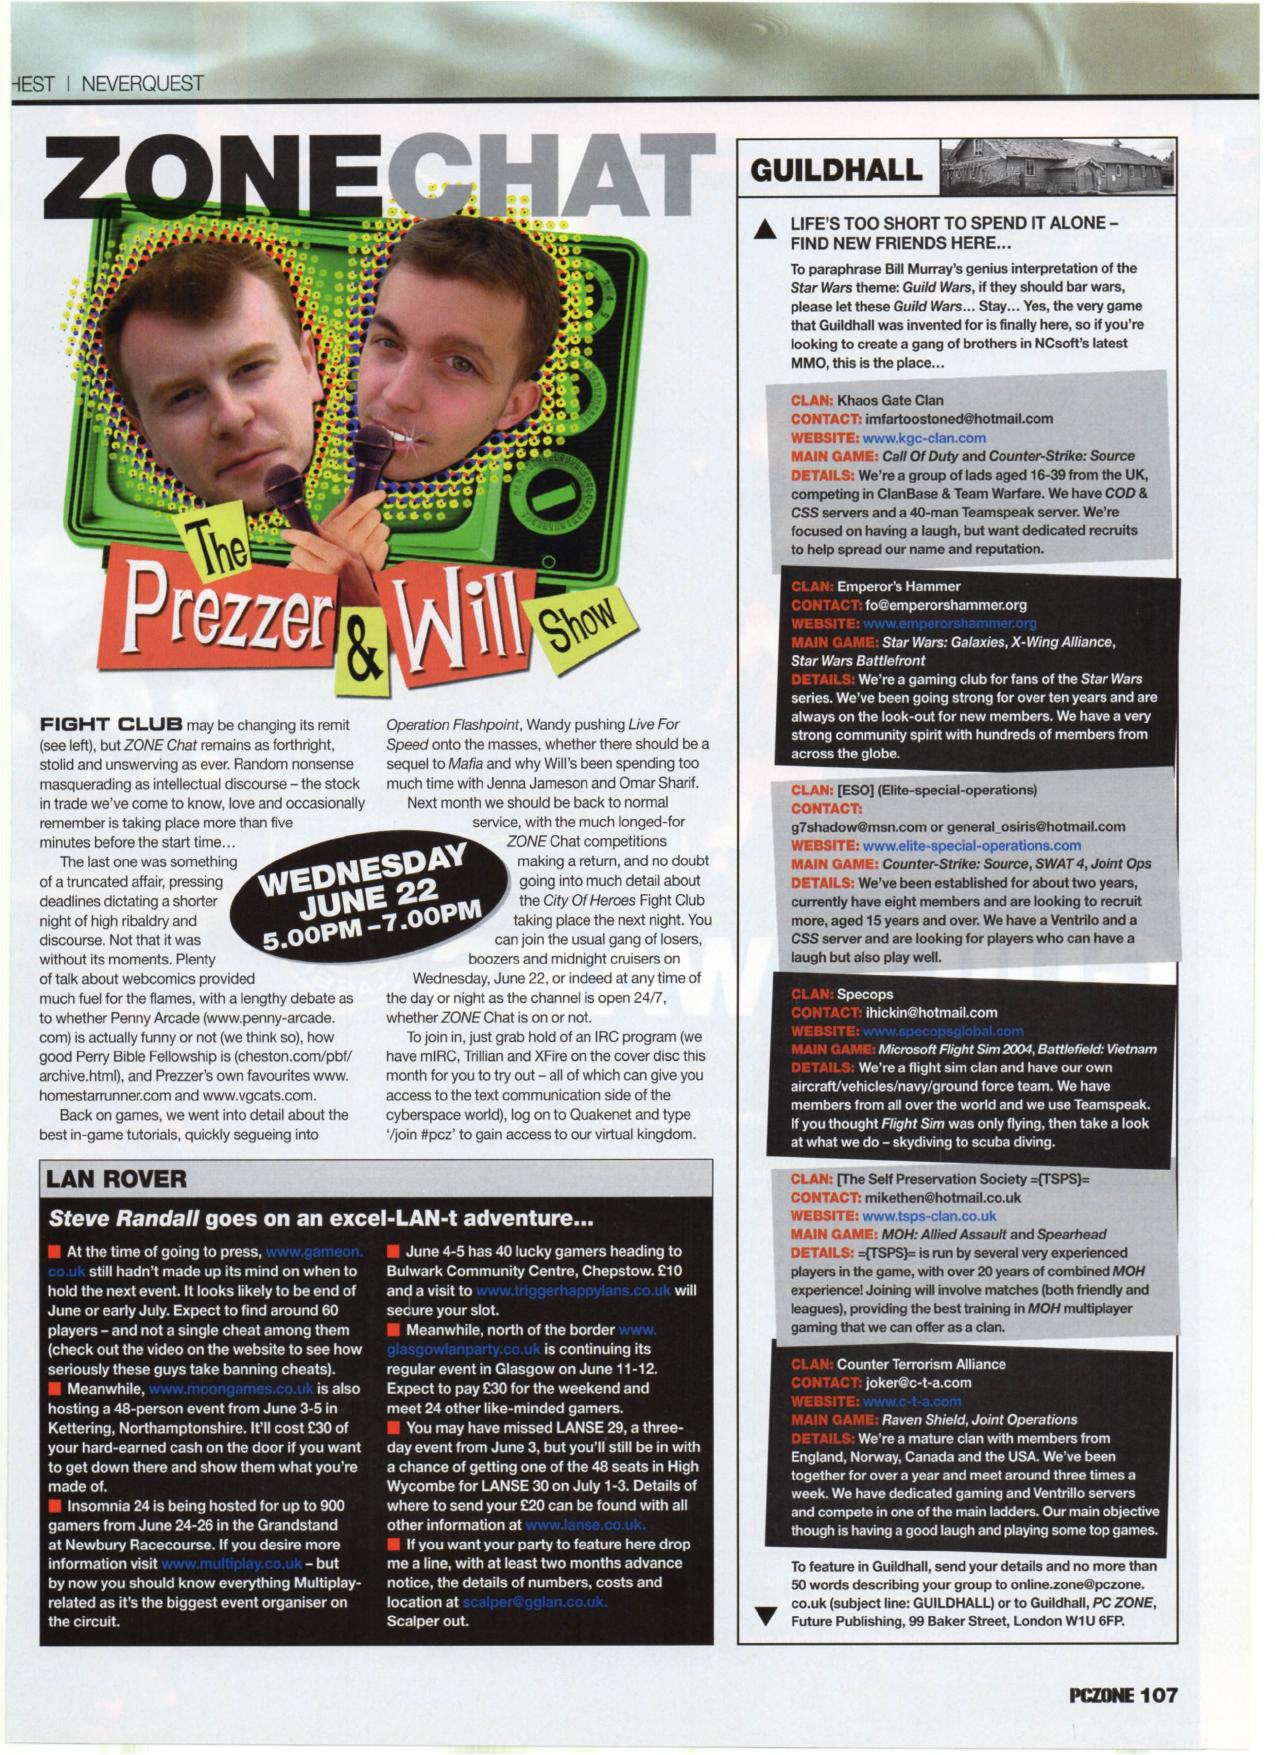 HEST | NEVERQUEST
ZONECHAT
The
Prezzer
&
Will
Show
FIGHT CLUB may be changing its remit
(see left), but ZONE Chat remains as forthright,
stolid and unswerving as ever. Random nonsense
masquerading as intellectual discourse – the stock
in trade we've come to know, love and occasionally
remember is taking place more than five
minutes before the start time...
The last one was something
of a truncated affair, pressing
deadlines dictating a shorter
night of high ribaldry and
discourse. Not that it was
without its moments. Plenty
of talk about webcomics provided
much fuel for the flames, with a lengthy debate as
to whether Penny Arcade (www.penny-arcade.
com) is actually funny or not (we think so), how
good Perry Bible Fellowship is (cheston.com/pbf/
archive.html), and Prezzer's own favourites www.
homestarrunner.com and www.vgcats.com.
Back on games, we went into detail about the
best in-game tutorials, quickly segueing into
WEDNESDAY
JUNE 22
5.00PM –7.00PM
Operation Flashpoint, Wandy pushing Live For
Speed onto the masses, whether there should be a
sequel to Mafia and why Will's been spending too
much time with Jenna Jameson and Omar Sharif.
Next month we should be back to normal
service, with the much longed-for
ZONE Chat competitions
making a return, and no doubt
going into much detail about
the City Of Heroes Fight Club
taking place the next night. You
can join the usual gang of losers,
boozers and midnight cruisers on
Wednesday, June 22, or indeed at any time of
the day or night as the channel is open 24/7,
whether ZONE Chat is on or not.
To join in, just grab hold of an IRC program (we
have mIRC, Trillian and XFire on the cover disc this
month for you to try out – all of which can give you
access to the text communication side of the
cyberspace world), log on to Quakenet and type
'/join #pcz' to gain access to our virtual kingdom.
LAN ROVER
Steve Randall goes on an excel-LAN-t adventure...
■ At the time of going to press, www.gameon.
co.uk still hadn't made up its mind on when to
hold the next event. It looks likely to be end of
June or early July. Expect to find around 60
players – and not a single cheat among them
(check out the video on the website to see how
seriously these guys take banning cheats).
■ Meanwhile, www.moongames.co.uk is also
hosting a 48-person event from June 3-5 in
Kettering, Northamptonshire. It'll cost £30 of
your hard-earned cash on the door if you want
to get down there and show them what you're
made of.
■ Insomnia 24 is being hosted for up to 900
gamers from June 24-26 in the Grandstand
at Newbury Racecourse. If you desire more
information visit www.multiplay.co.uk – but
by now you should know everything Multiplay-
related as it's the biggest event organiser on
the circuit.
■ June 4-5 has 40 lucky gamers heading to
Bulwark Community Centre, Chepstow. £10
and a visit to www.triggerhappylans.co.uk will
secure your slot.
■ Meanwhile, north of the border www.
glasgowlanparty.co.uk is continuing its
regular event in Glasgow on June 11-12.
Expect to pay £30 for the weekend and
meet 24 other like-minded gamers.
■ You may have missed LANSE 29, a three-
day event from June 3, but you'll still be in with
a chance of getting one of the 48 seats in High
Wycombe for LANSE 30 on July 1-3. Details of
where to send your £20 can be found with all
other information at www.lanse.co.uk.
■ If you want your party to feature here drop
me a line, with at least two months advance
notice, the details of numbers, costs and
location at scalper@gglan.co.uk.
Scalper out.
GUILDHALL
LIFE'S TOO SHORT TO SPEND IT ALONE –
FIND NEW FRIENDS HERE...
To paraphrase Bill Murray's genius interpretation of the
Star Wars theme: Guild Wars, if they should bar wars,
please let these Guild Wars... Stay... Yes, the very game
that Guildhall was invented for is finally here, so if you're
looking to create a gang of brothers in NCsoft's latest
MMO, this is the place...
CLAN: Khaos Gate Clan
CONTACT: imfartoostoned@hotmail.com
WEBSITE: www.kgc-clan.com
MAIN GAME: Call Of Duty and Counter-Strike: Source
DETAILS: We're a group of lads aged 16-39 from the UK,
competing in ClanBase & Team Warfare. We have COD &
CSS servers and a 40-man Teamspeak server. We're
focused on having a laugh, but want dedicated recruits
to help spread our name and reputation.
CLAN: Emperor's Hammer
CONTACT: fo@emperorshammer.org
WEBSITE: www.emperorshammer.org
MAIN GAME: Star Wars: Galaxies, X-Wing Alliance,
Star Wars Battlefront
DETAILS: We're a gaming club for fans of the Star Wars
series. We've been going strong for over ten years and are
always on the look-out for new members. We have a very
strong community spirit with hundreds of members from
across the globe.
CLAN: [ESO] (Elite-special-operations)
CONTACT:
g7shadow@msn.com or general_osiris@hotmail.com
WEBSITE: www.elite-special-operations.com
MAIN GAME: Counter-Strike: Source, SWAT 4, Joint Ops
DETAILS: We've been established for about two years,
currently have eight members and are looking to recruit
more, aged 15 years and over. We have a Ventrilo and a
CSS server and are looking for players who can have a
laugh but also play well.
CLAN: Specops
CONTACT: ihickin@hotmail.com
WEBSITE: www.specopsglobal.com
MAIN GAME: Microsoft Flight Sim 2004, Battlefield: Vietnam
DETAILS: We're a flight sim clan and have our own
aircraft/vehicles/navy/ground force team. We have
members from all over the world and we use Teamspeak.
If you thought Flight Sim was only flying, then take a look
at what we do – skydiving to scuba diving.
CLAN: [The Self Preservation Society ={TSPS}=
CONTACT: mikethen@hotmail.co.uk
WEBSITE: www.tsps-clan.co.uk
MAIN GAME: MOH: Allied Assault and Spearhead
DETAILS: ={TSPS}= is run by several very experienced
players in the game, with over 20 years of combined MOH
experience! Joining will involve matches (both friendly and
leagues), providing the best training in MOH multiplayer
gaming that we can offer as a clan.
CLAN: Counter Terrorism Alliance
CONTACT: joker@c-t-a.com
WEBSITE: www.c-t-a.com
MAIN GAME: Raven Shield, Joint Operations
DETAILS: We're a mature clan with members from
England, Norway, Canada and the USA. We've been
together for over a year and meet around three times a
week. We have dedicated gaming and Ventrilo servers
and compete in one of the main ladders. Our main objective
though is having a good laugh and playing some top games.
To feature in Guildhall, send your details and no more than
50 words describing your group to online.zone@pczone.
co.uk (subject line: GUILDHALL) or to Guildhall, PC ZONE,
Future Publishing, 99 Baker Street, London W1U 6FP.
PCZONE 107